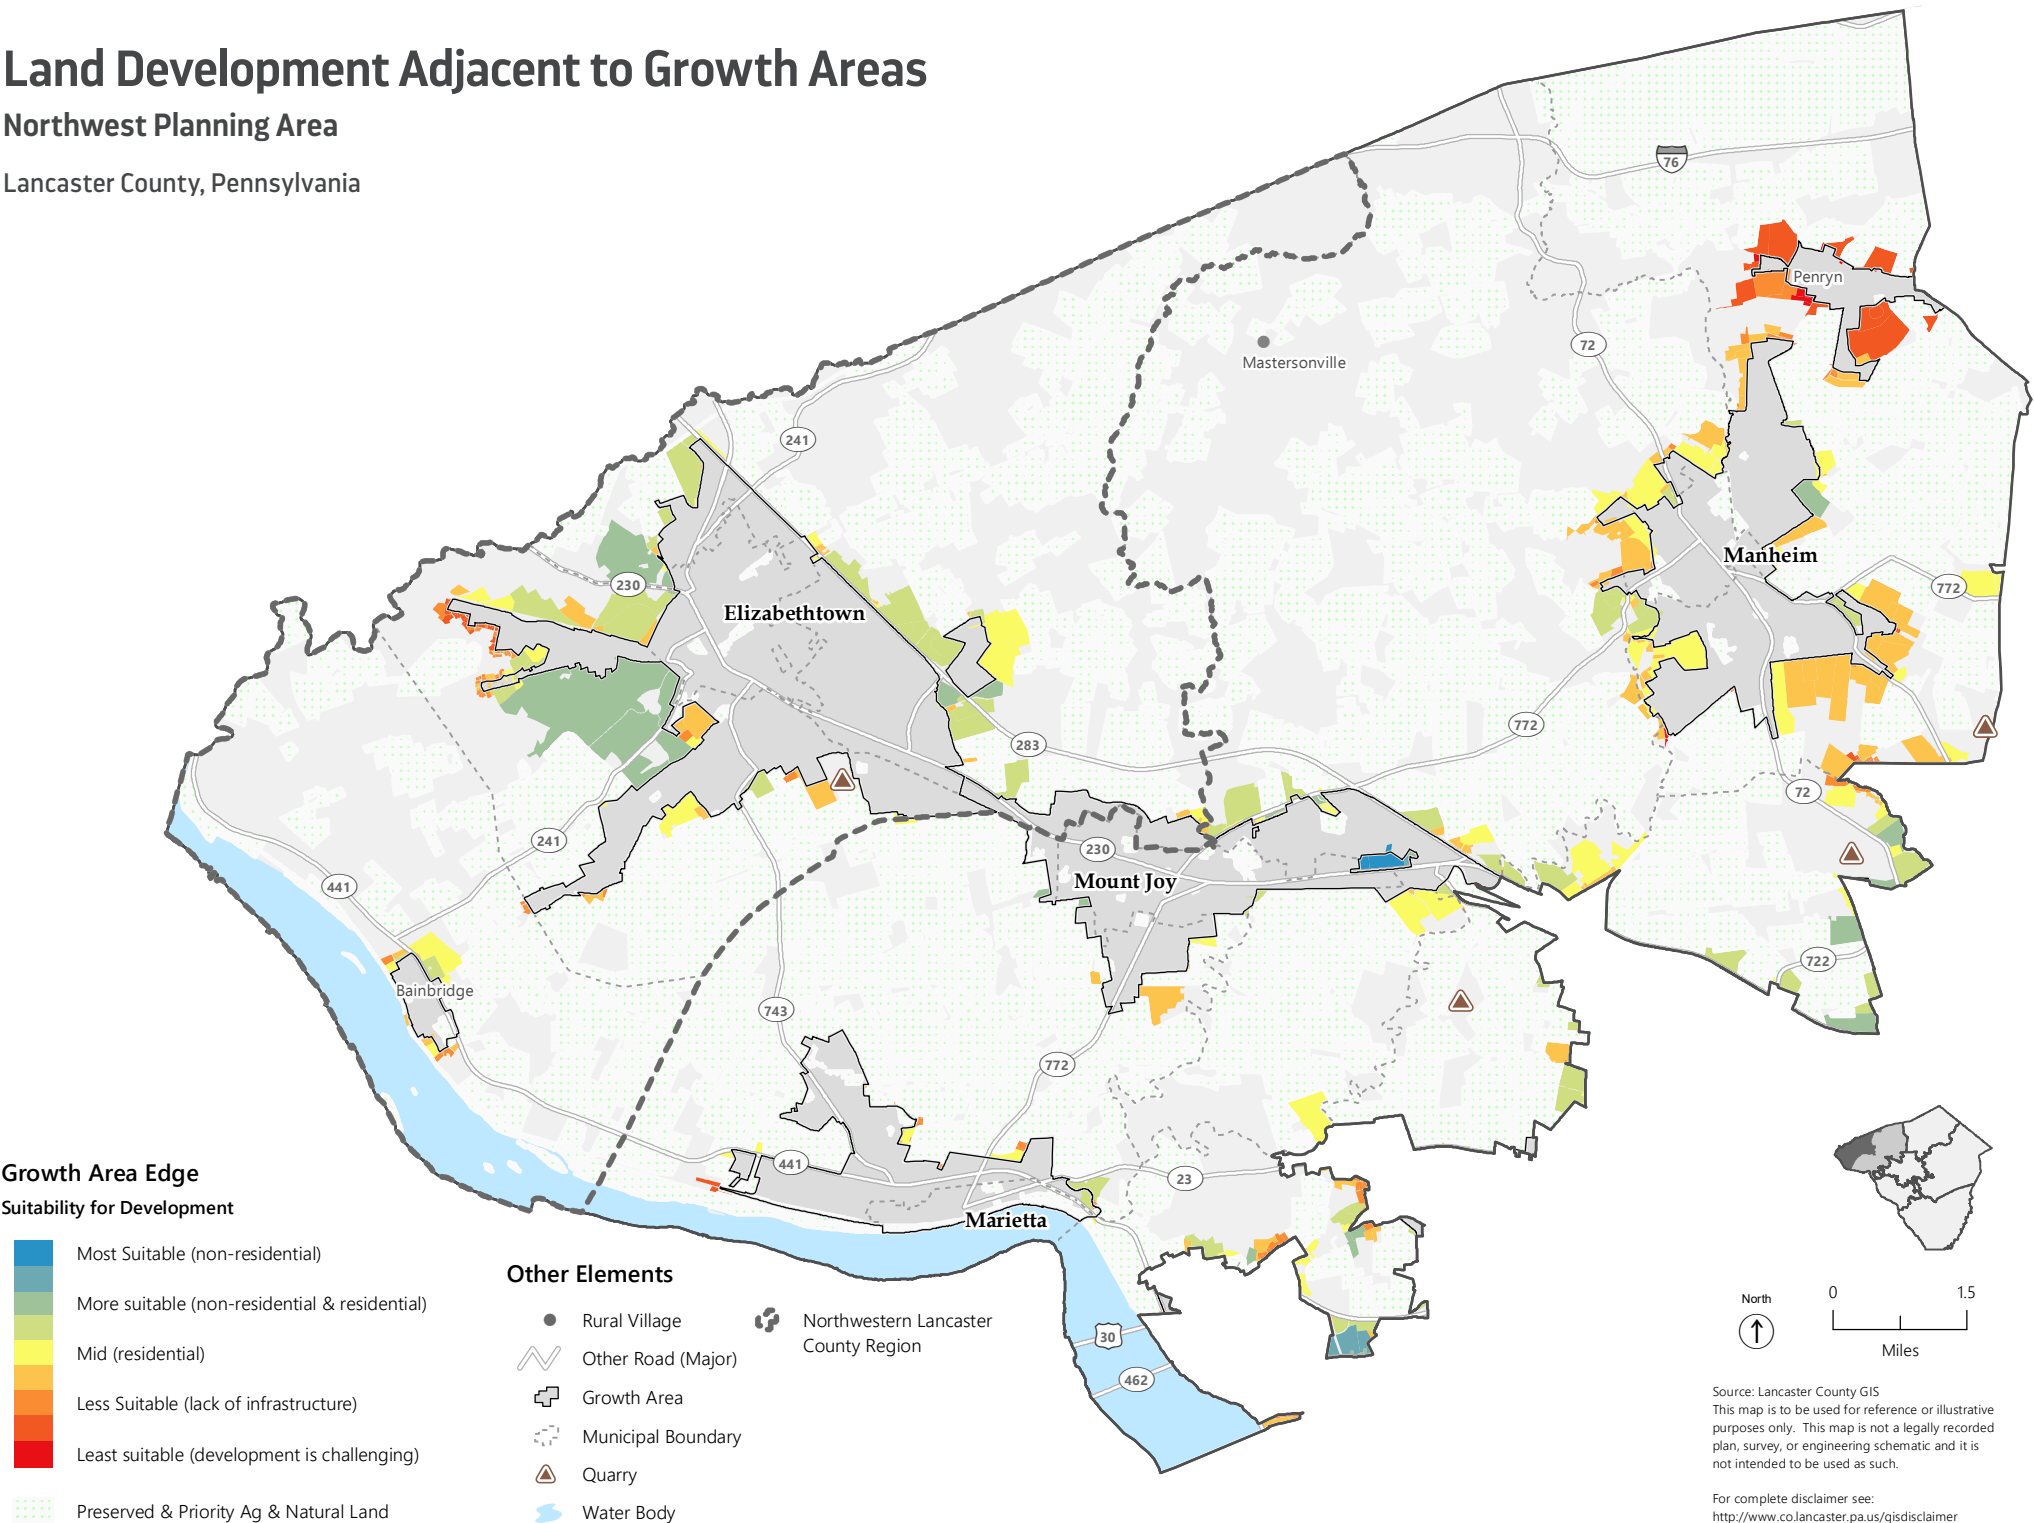 Land Development Adjacent to Growth Areas
Northwest Planning Area
Lancaster County, Pennsylvania
76
Penryn
72
Mastersonville
241
Manheim
230
772
Elizabethtown
772
283
72
241
230
Mount Joy
441
722
Bainbridge
743
772
441
23
Marietta
30
462
Growth Area Edge
Suitability for Development
Most Suitable (non-residential)
More suitable (non-residential & residential)
Mid (residential)
Less Suitable (lack of infrastructure)
Least suitable (development is challenging)
Preserved & Priority Ag & Natural Land
Other Elements
Rural Village
Other Road (Major)
Growth Area
Municipal Boundary
Quarry
Water Body
Northwestern Lancaster
County Region
North
0 1.5
Miles
Source: Lancaster County GIS
This map is to be used for reference or illustrative
purposes only. This map is not a legally recorded
plan, survey, or engineering schematic and it is
not intended to be used as such.
For complete disclaimer see:
http://www.co.lancaster.pa.us/gisdisclaimer